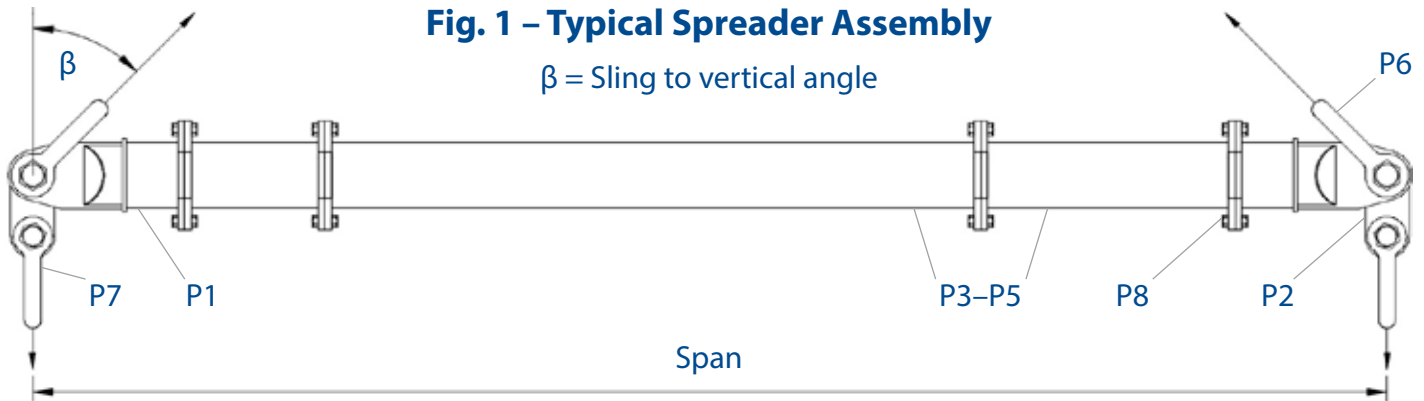 Fig. 1 – Typical Spreader Assembly
β
β = Sling to vertical angle
P6
P7
P1
P3–P5
P8
P2
Span